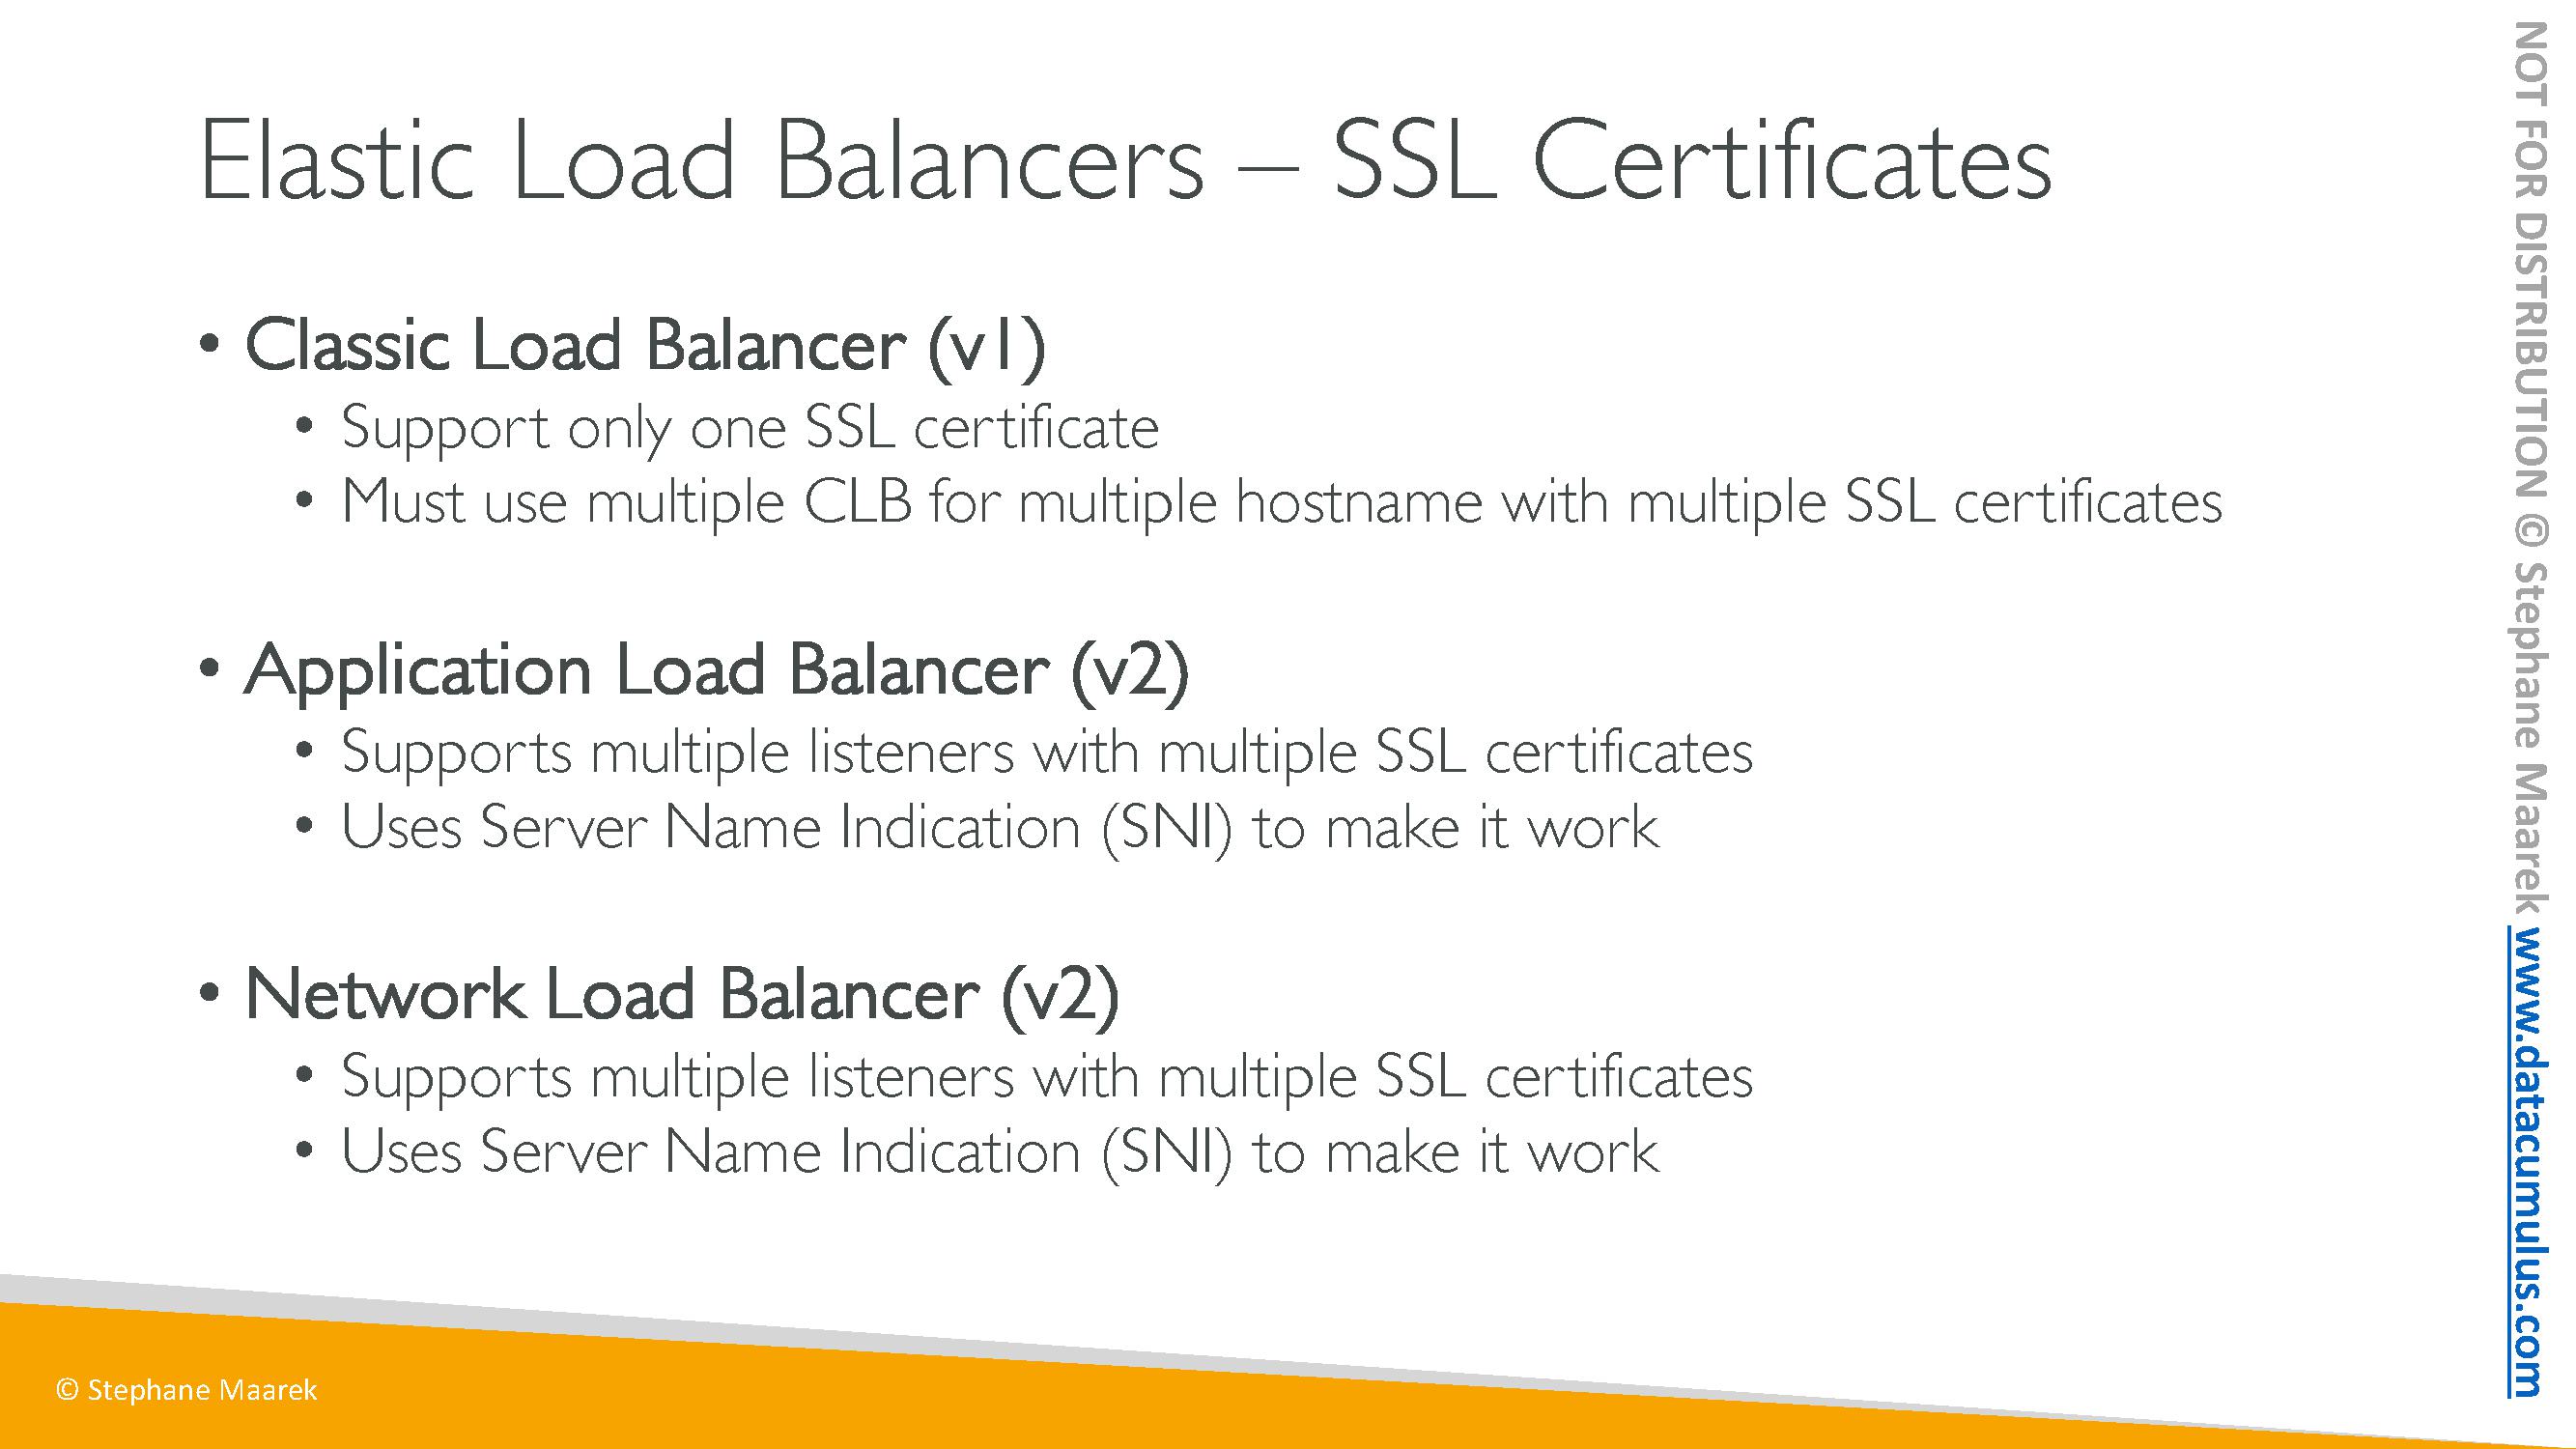 Elastic Load Balancers – SSL Certificates
• Classic Load Balancer (v1)
• Support only one SSL certificate
• Must use multiple CLB for multiple hostname with multiple SSL certificates
• Application Load Balancer (v2)
• Supports multiple listeners with multiple SSL certificates
• Uses Server Name Indication (SNI) to make it work
• Network Load Balancer (v2)
• Supports multiple listeners with multiple SSL certificates
• Uses Server Name Indication (SNI) to make it work
© Stephane Maarek
NOT FOR DISTRIBUTION © Stephane Maarek www.datacumulus.com